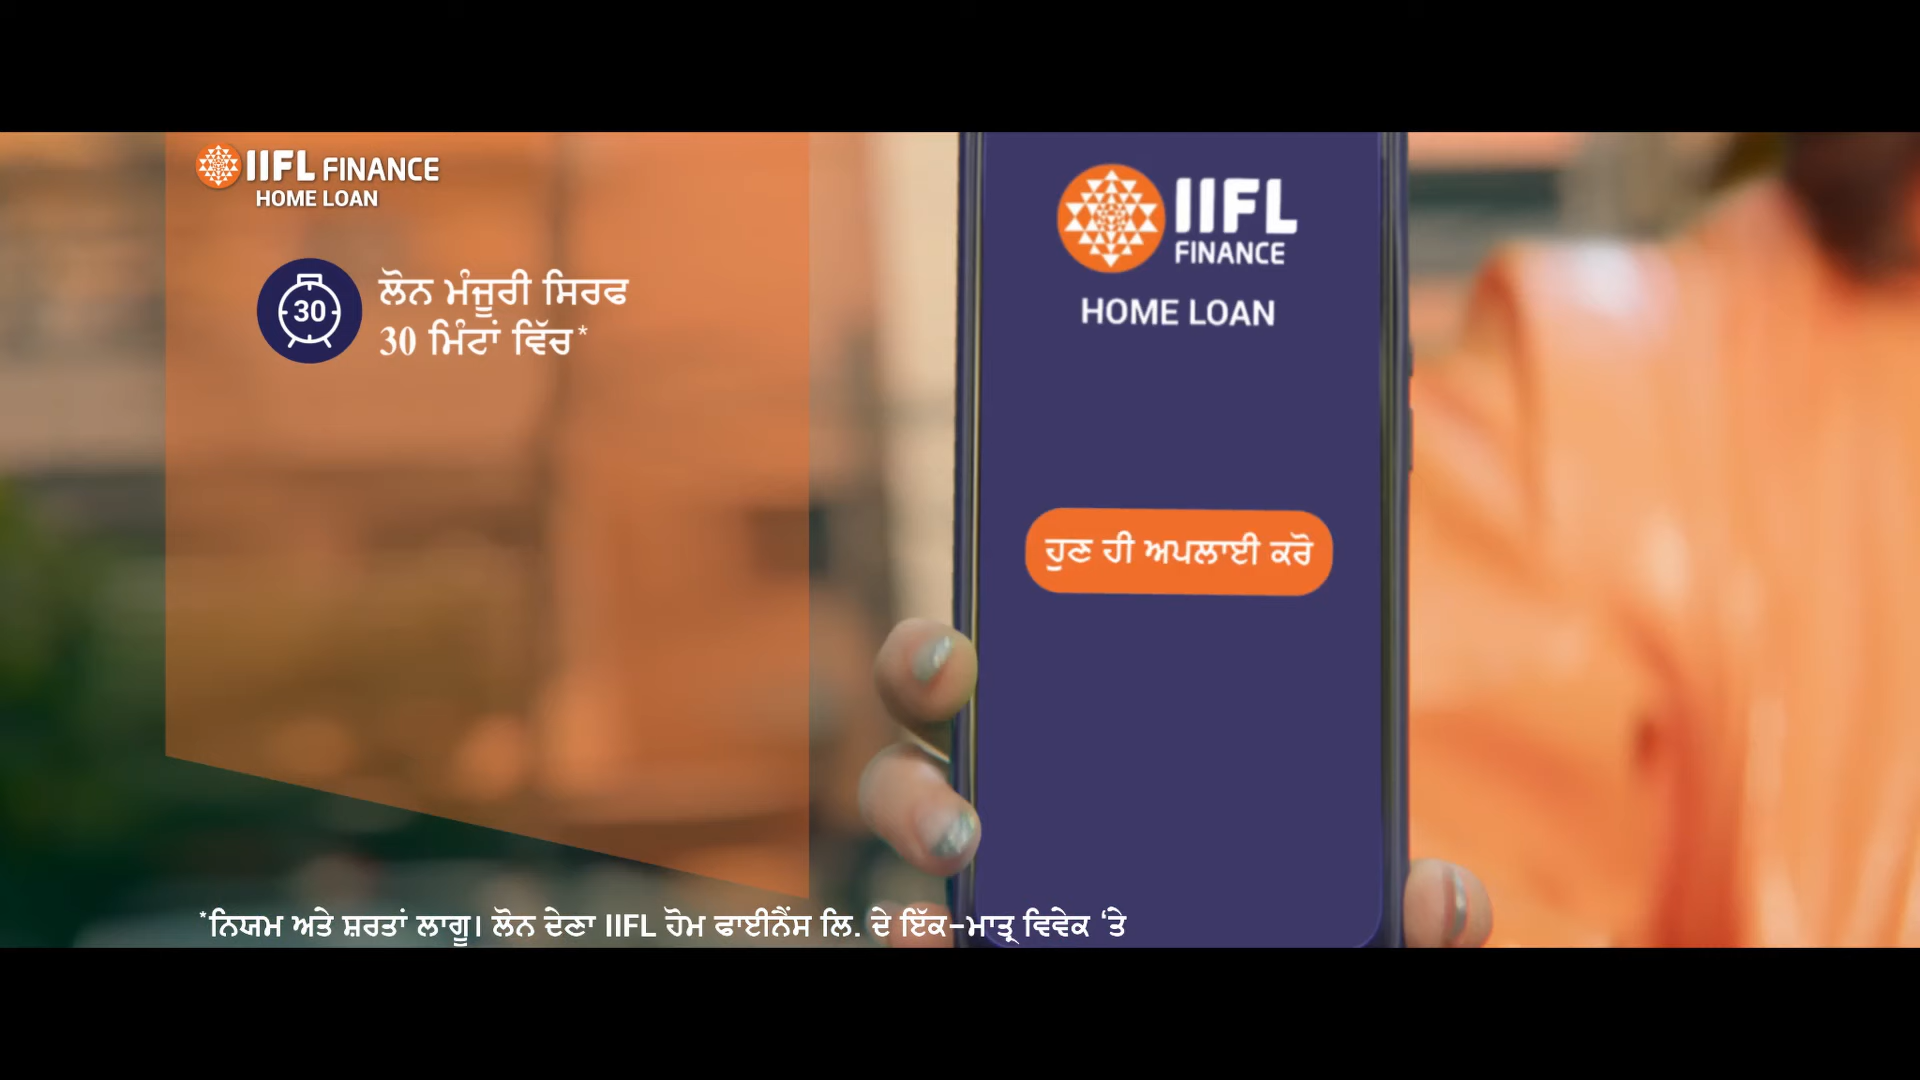 IIFL FINANCE
HOME LOAN
30
ਲੋਨ ਮੰਜੂਰੀ ਸਿਰਫ
30 ਮਿੰਟਾਂ ਵਿੱਚ*
IIFL
FINANCE
HOME LOAN
ਹੁਣ ਹੀ ਅਪਲਾਈ ਕਰੋ
*ਨਿਯਮ ਅਤੇ ਸ਼ਰਤਾਂ ਲਾਗੂ। ਲੋਨ ਦੇਣਾ IIFL ਹੋਮ ਫਾਈਨੈਂਸ ਲਿ. ਦੇ ਇੱਕ-ਮਾਤ੍ਰ ਵਿਵੇਕ ‘ਤੇ